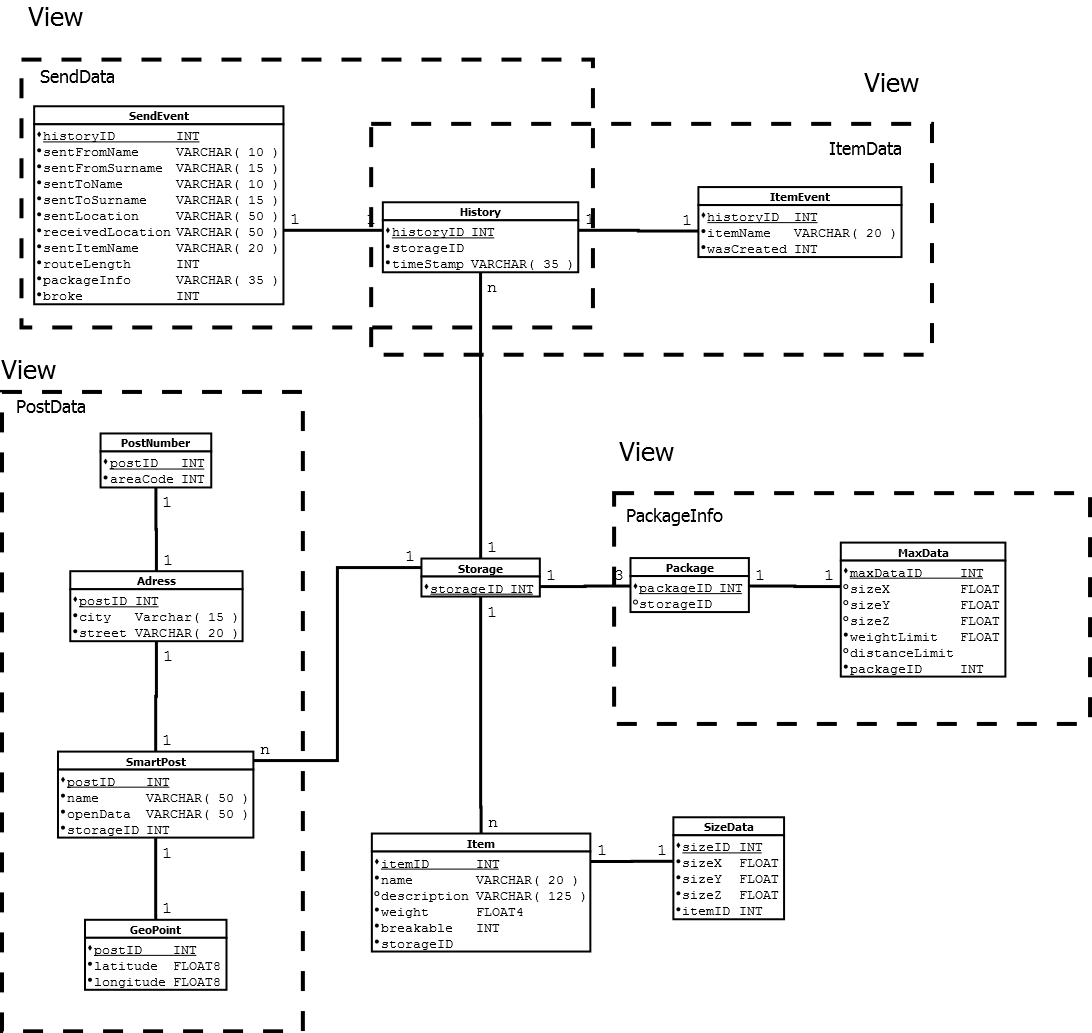 View
SendData
SendEvent
historyID INT
sentFromName VARCHAR( 10 )
sentFromSurname VARCHAR( 15 )
sentToName VARCHAR( 10 )
sentToSurname VARCHAR( 15 )
sentLocation VARCHAR( 50 )
receivedLocation VARCHAR( 50 )
sentItemName VARCHAR( 20 )
routeLength INT
packageInfo VARCHAR( 35 )
broke INT
1
1
History
historyID INT
storageID
timeStamp VARCHAR( 35 )
n
View
ItemData
1
1
ItemEvent
historyID INT
itemName VARCHAR( 20 )
wasCreated INT
View
PostData
PostNumber
postID INT
areaCode INT
1
1
Adress
postID INT
city Varchar( 15 )
street VARCHAR( 20 )
1
1
SmartPost
postID INT
name VARCHAR( 50 )
openData VARCHAR( 50 )
storageID INT
1
1
GeoPoint
postID INT
latitude FLOAT8
longitude FLOAT8
n
1
1
Storage
storageID INT
1
1
3
View
PackageInfo
Package
packageID INT
storageID
1
1
MaxData
maxDataID INT
sizeX FLOAT
sizeY FLOAT
sizeZ FLOAT
weightLimit FLOAT
distanceLimit
packageID INT
n
Item
itemID INT
name VARCHAR( 20 )
description VARCHAR( 125 )
weight FLOAT4
breakable INT
storageID
1
1
SizeData
sizeID INT
sizeX FLOAT
sizeY FLOAT
sizeZ FLOAT
itemID INT